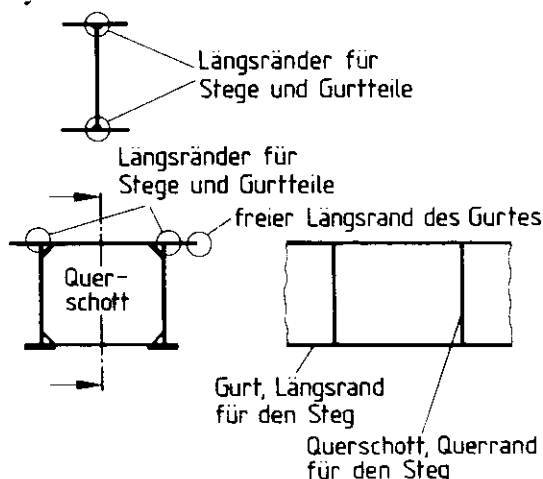 Längsränder für
Stege und Gurtteile
Längsränder für
Stege und Gurtteile
freier Längsrand des Gurtes
Quer-
schott
Gurt, Längsrand
für den Steg
Querschott, Querrand
für den Steg